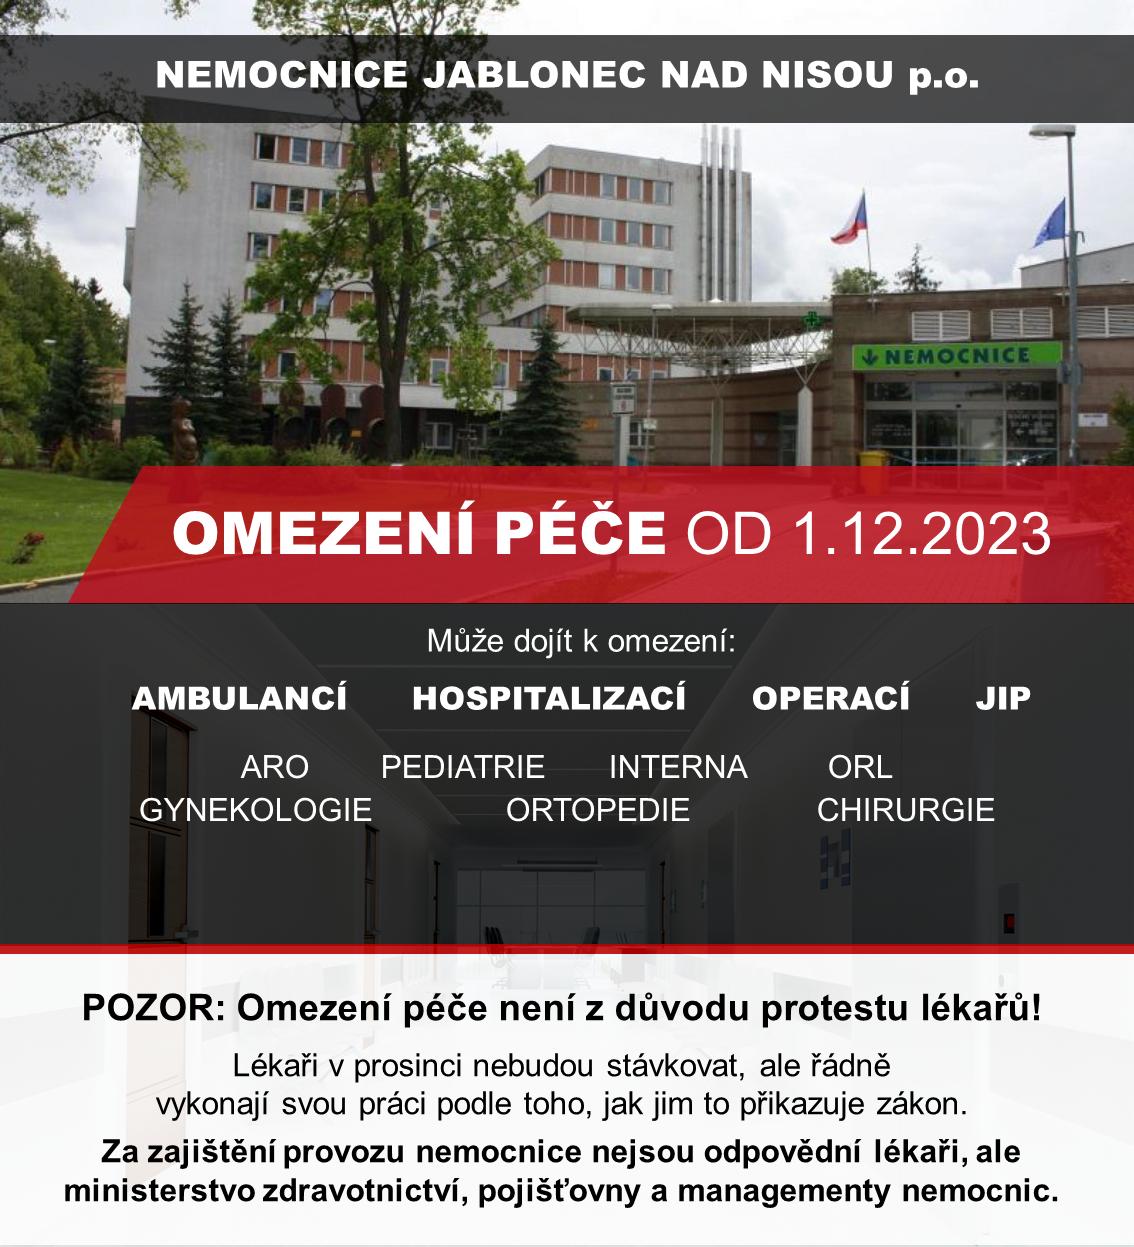 NEMOCNICE JABLONEC NAD NISOU p.o.
NEMOCNICE
OMEZENÍ PÉČE OD 1.12.2023
Může dojít k omezení:
AMBULANCÍ HOSPITALIZACÍ OPERACÍ JIP
ARO PEDIATRIE INTERNA ORL
GYNEKOLOGIE ORTOPEDIE CHIRURGIE
POZOR: Omezení péče není z důvodu protestu lékařů!
Lékaři v prosinci nebudou stávkovat, ale řádně
vykonají svou práci podle toho, jak jim to přikazuje zákon.
Za zajištění provozu nemocnice nejsou odpovědní lékaři, ale
ministerstvo zdravotnictví, pojišťovny a managementy nemocnic.